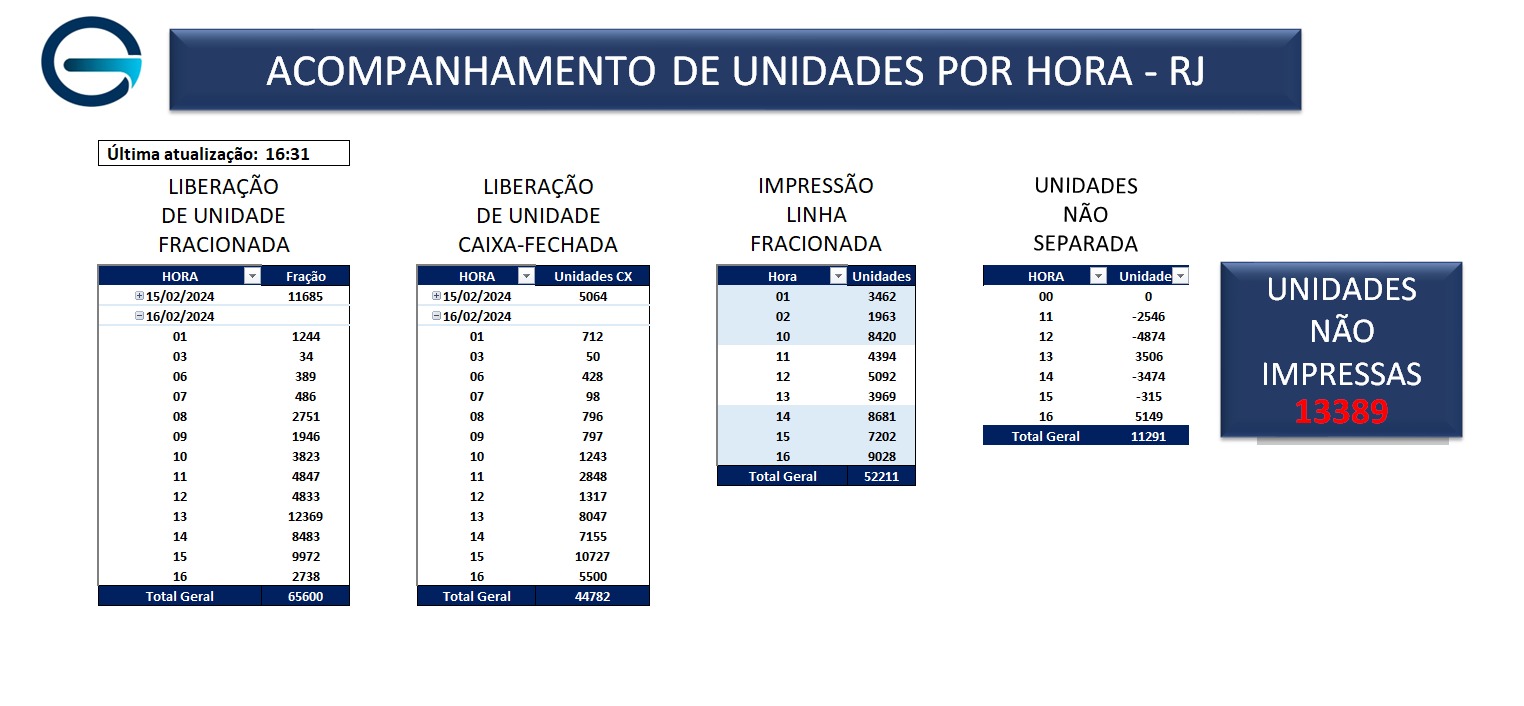 ACOMPANHAMENTO DE UNIDADES POR HORA - RJ
Última atualização: 16:31
LIBERAÇÃO
DE UNIDADE
FRACIONADA
HORA Fração
15/02/2024 11685
16/02/2024
01 1244
03 34
06 389
07 486
08 2751
09 1946
10 3823
11 4847
12 4833
13 12369
14 8483
15 9972
16 2738
Total Geral 65600
LIBERAÇÃO
DE UNIDADE
CAIXA-FECHADA
HORA Unidades CX
15/02/2024 5064
16/02/2024
01 712
03 50
06 428
07 98
08 796
09 797
10 1243
11 2848
12 1317
13 8047
14 7155
15 10727
16 5500
Total Geral 44782
IMPRESSÃO
LINHA
FRACIONADA
Hora Unidades
01 3462
02 1963
10 8420
11 4394
12 5092
13 3969
14 8681
15 7202
16 9028
Total Geral 52211
UNIDADES
NÃO
SEPARADA
HORA Unidade
00 0
11 -2546
12 -4874
13 3506
14 -3474
15 -315
16 5149
Total Geral 11291
UNIDADES
NÃO
IMPRESSAS
13389